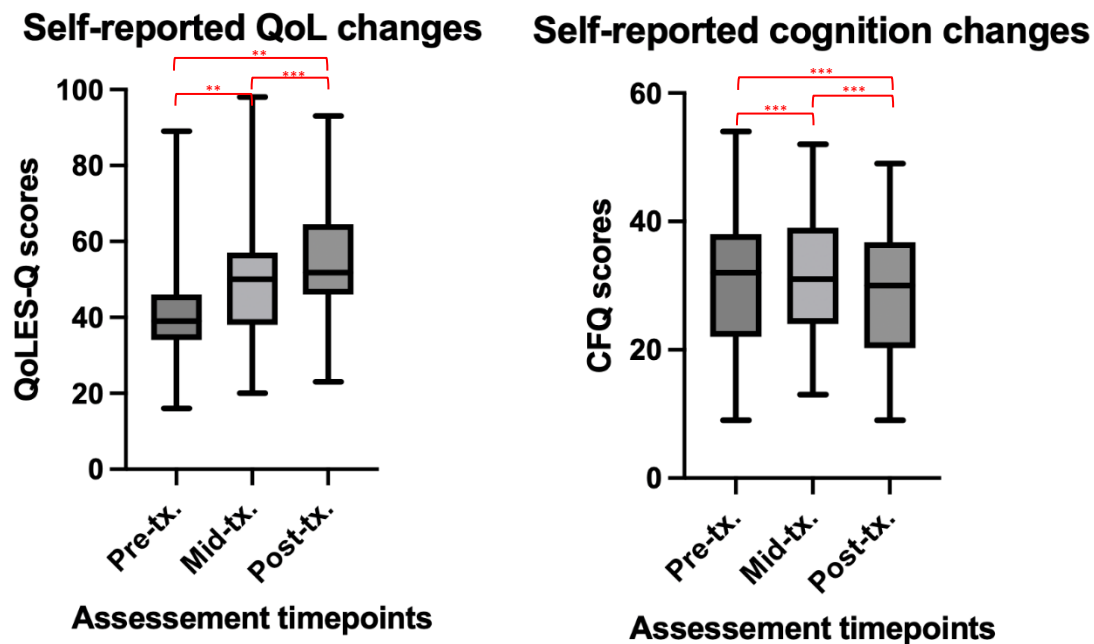 Self-reported QoL changes
**
**
***
100
80
60
40
20
0
QoLES-Q scores
Pre-tx.
Mid-tx.
Post-tx.
Assessement timepoints
Self-reported cognition changes
***
***
***
60
40
20
0
CFQ scores
Pre-tx.
Mid-tx.
Post-tx.
Assessement timepoints